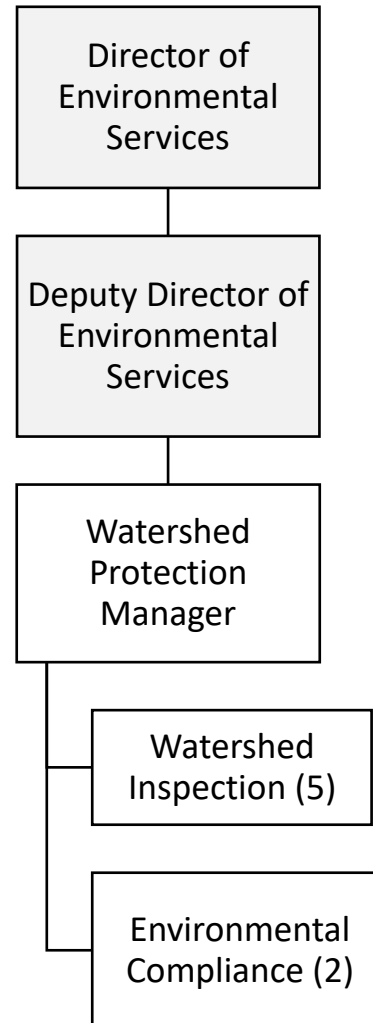 Director of
Environmental
Services
Deputy Director of
Environmental
Services
Watershed
Protection
Manager
Watershed
Inspection (5)
Environmental
Compliance (2)